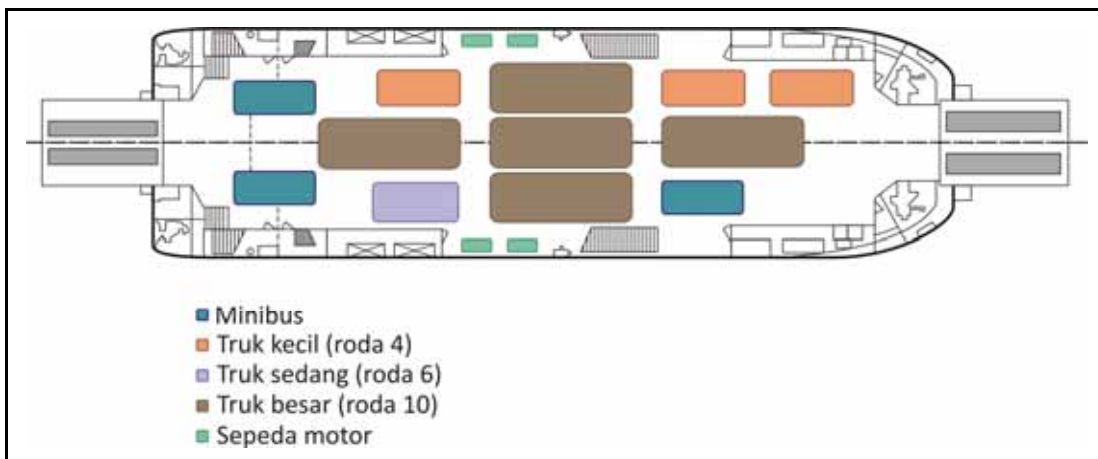 Minibus
Truk kecil (roda 4)
Truk sedang (roda 6)
Truk besar (roda 10)
Sepeda motor